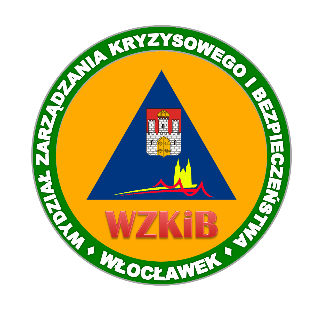 WYDZIAŁ ZARZĄDZANIA KRYZYSOWEGO I BEZPIECZEŃSTWA
WZKiB
WŁOCŁAWEK